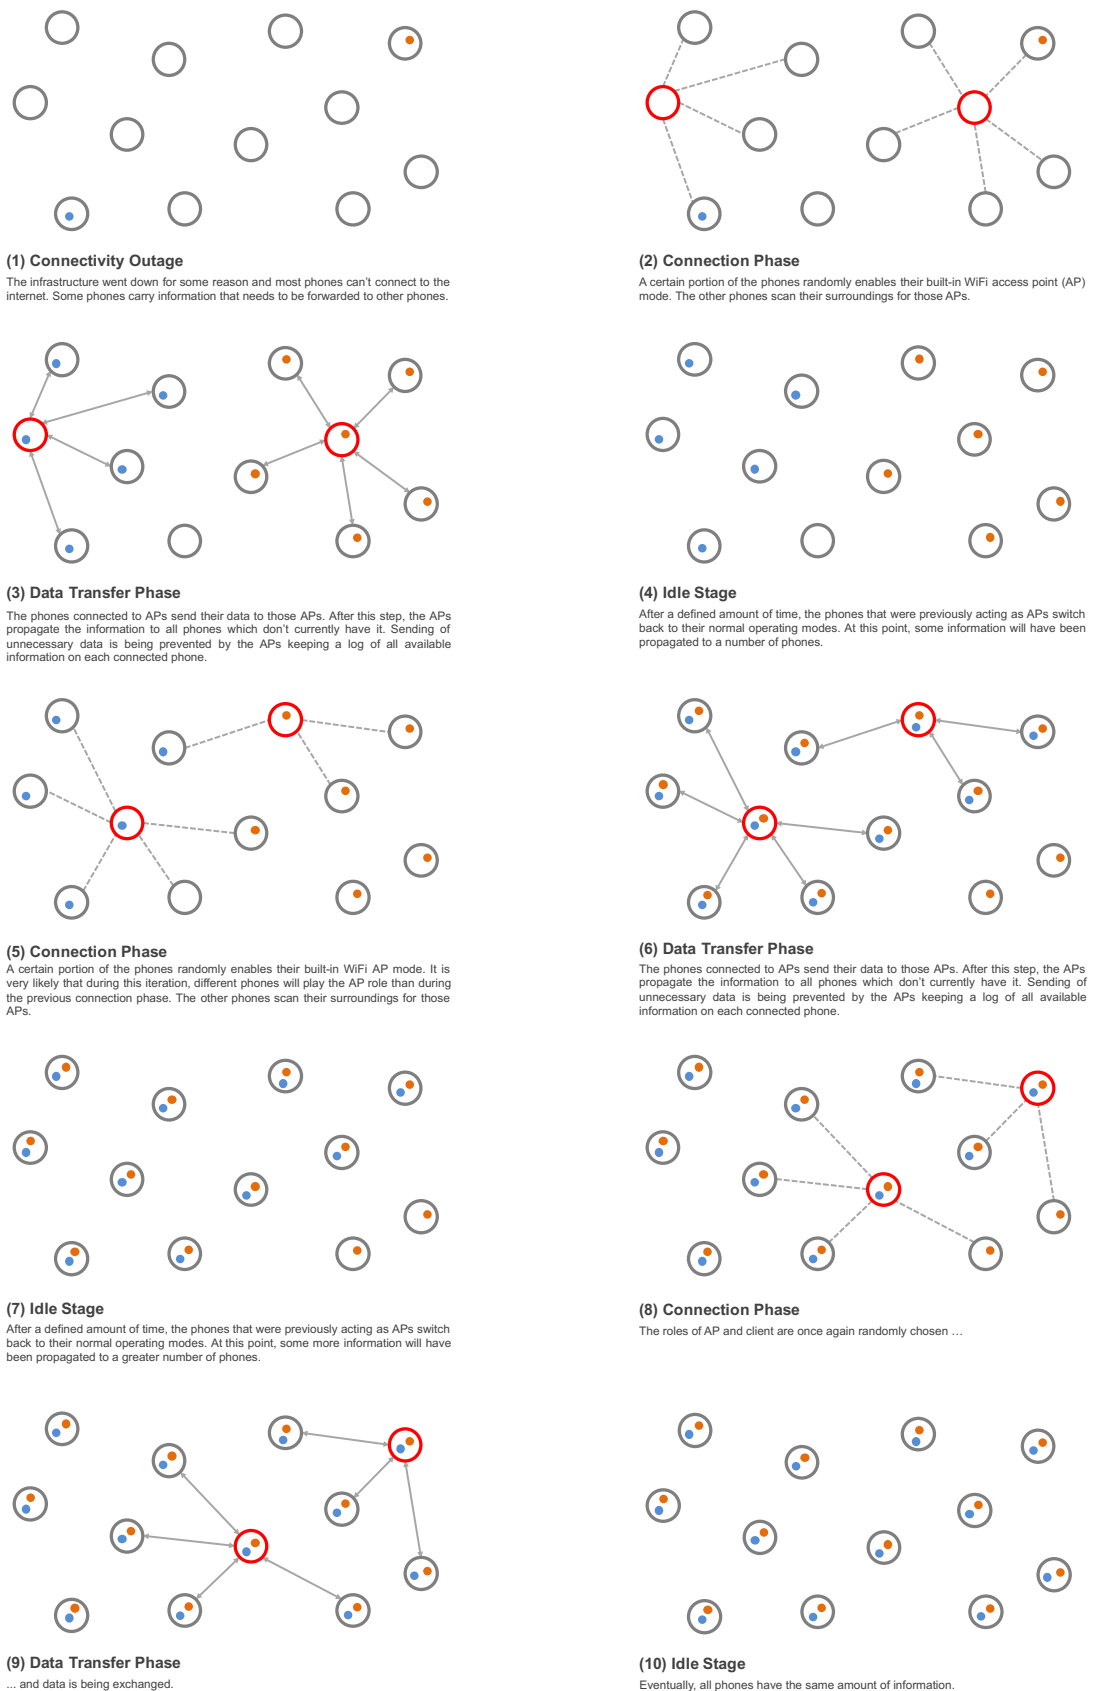 (1) Connectivity Outage
The infrastructure went down for some reason and most phones can't connect to the
internet. Some phones carry information that needs to be forwarded to other phones.
(2) Connection Phase
A certain portion of the phones randomly enables their built-in WiFi access point (AP)
mode. The other phones scan their surroundings for those APs.
(3) Data Transfer Phase
The phones connected to APs send their data to those APs. After this step, the APs
propagate the information to all phones which don't currently have it. Sending of
unnecessary data is being prevented by the APs keeping a log of all available
information on each connected phone.
(4) Idle Stage
After a defined amount of time, the phones that were previously acting as APs switch
back to their normal operating modes. At this point, some information will have been
propagated to a number of phones.
(5) Connection Phase
A certain portion of the phones randomly enables their built-in WiFi AP mode. It is
very likely that during this iteration, different phones will play the AP role than during
the previous connection phase. The other phones scan their surroundings for those
APs.
(6) Data Transfer Phase
The phones connected to APs send their data to those APs. After this step, the APs
propagate the information to all phones which don't currently have it. Sending of
unnecessary data is being prevented by the APs keeping a log of all available
information on each connected phone.
(7) Idle Stage
After a defined amount of time, the phones that were previously acting as APs switch
back to their normal operating modes. At this point, some more information will have
been propagated to a greater number of phones.
(8) Connection Phase
The roles of AP and client are once again randomly chosen …
(9) Data Transfer Phase
... and data is being exchanged.
(10) Idle Stage
Eventually, all phones have the same amount of information.